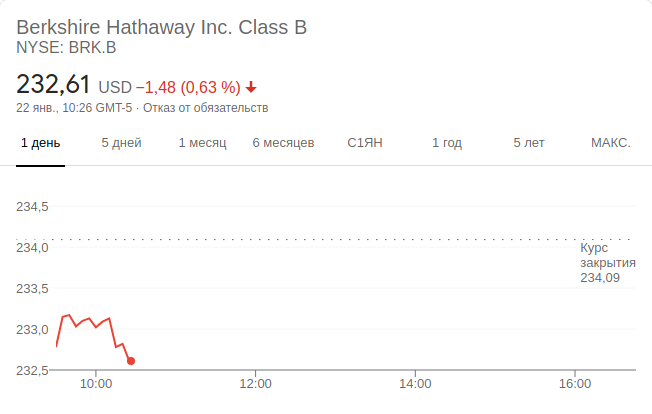 Berkshire Hathaway Inc. Class B
NYSE: BRK.B
232,61 USD −1,48 (0,63 %)
22 янв., 10:26 GMT-5 · Отказ от обязательств
1 день 5 дней 1 месяц 6 месяцев С1ЯН 1 год 5 лет МАКС.
234,5
234,0
Курс
закрытия
234,09
233,5
233,0
232,5
10:00 12:00 14:00 16:00